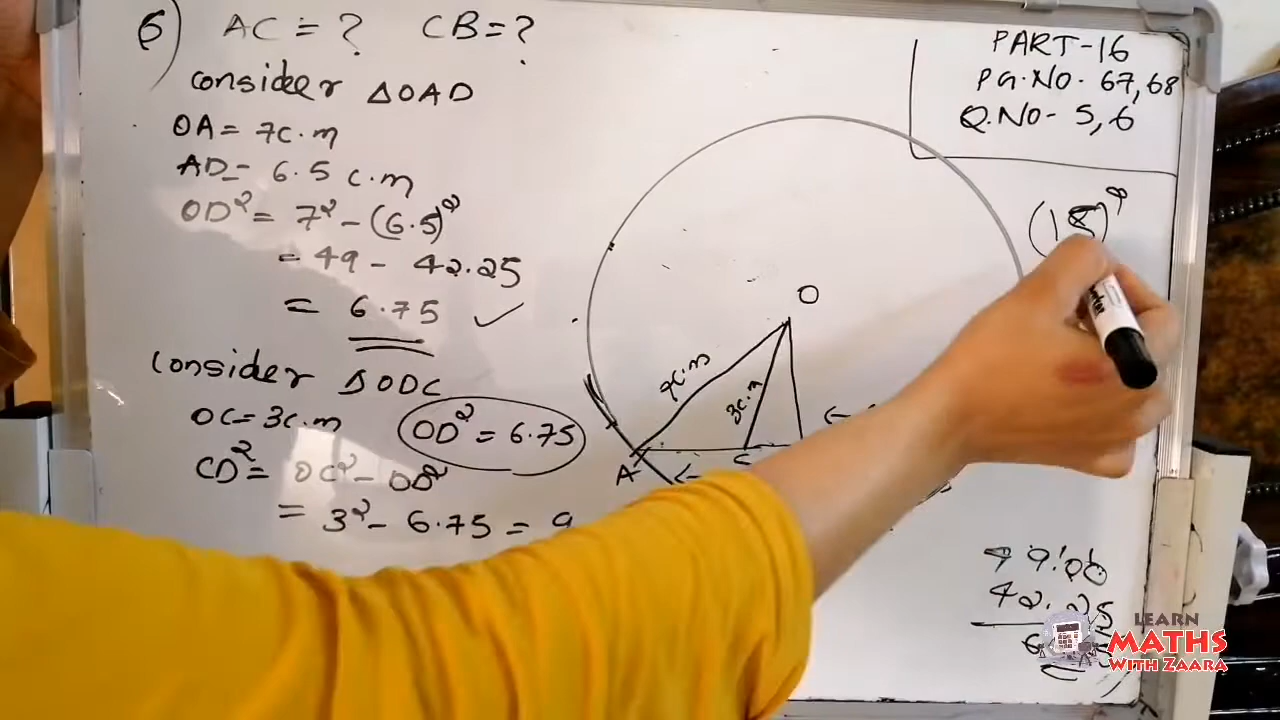 6) AC = ? CB = ?
Consider ΔOAD
OA = 7c.m
AD = 6.5 c.m
OD² = 7² - (6.5)²
= 49 - 42.25
= 6.75 ✓
Consider ΔODC
OC = 3c.m
OD² = 6.75
CD² = OC² - OD²
= 3² - 6.75 = 9
PART-16
PG.NO. 67,68
Q.NO- 5,6
O
7c.m
3c.m
A
C
49.00
42.25
LEARN
MATHS
WITH ZAARA